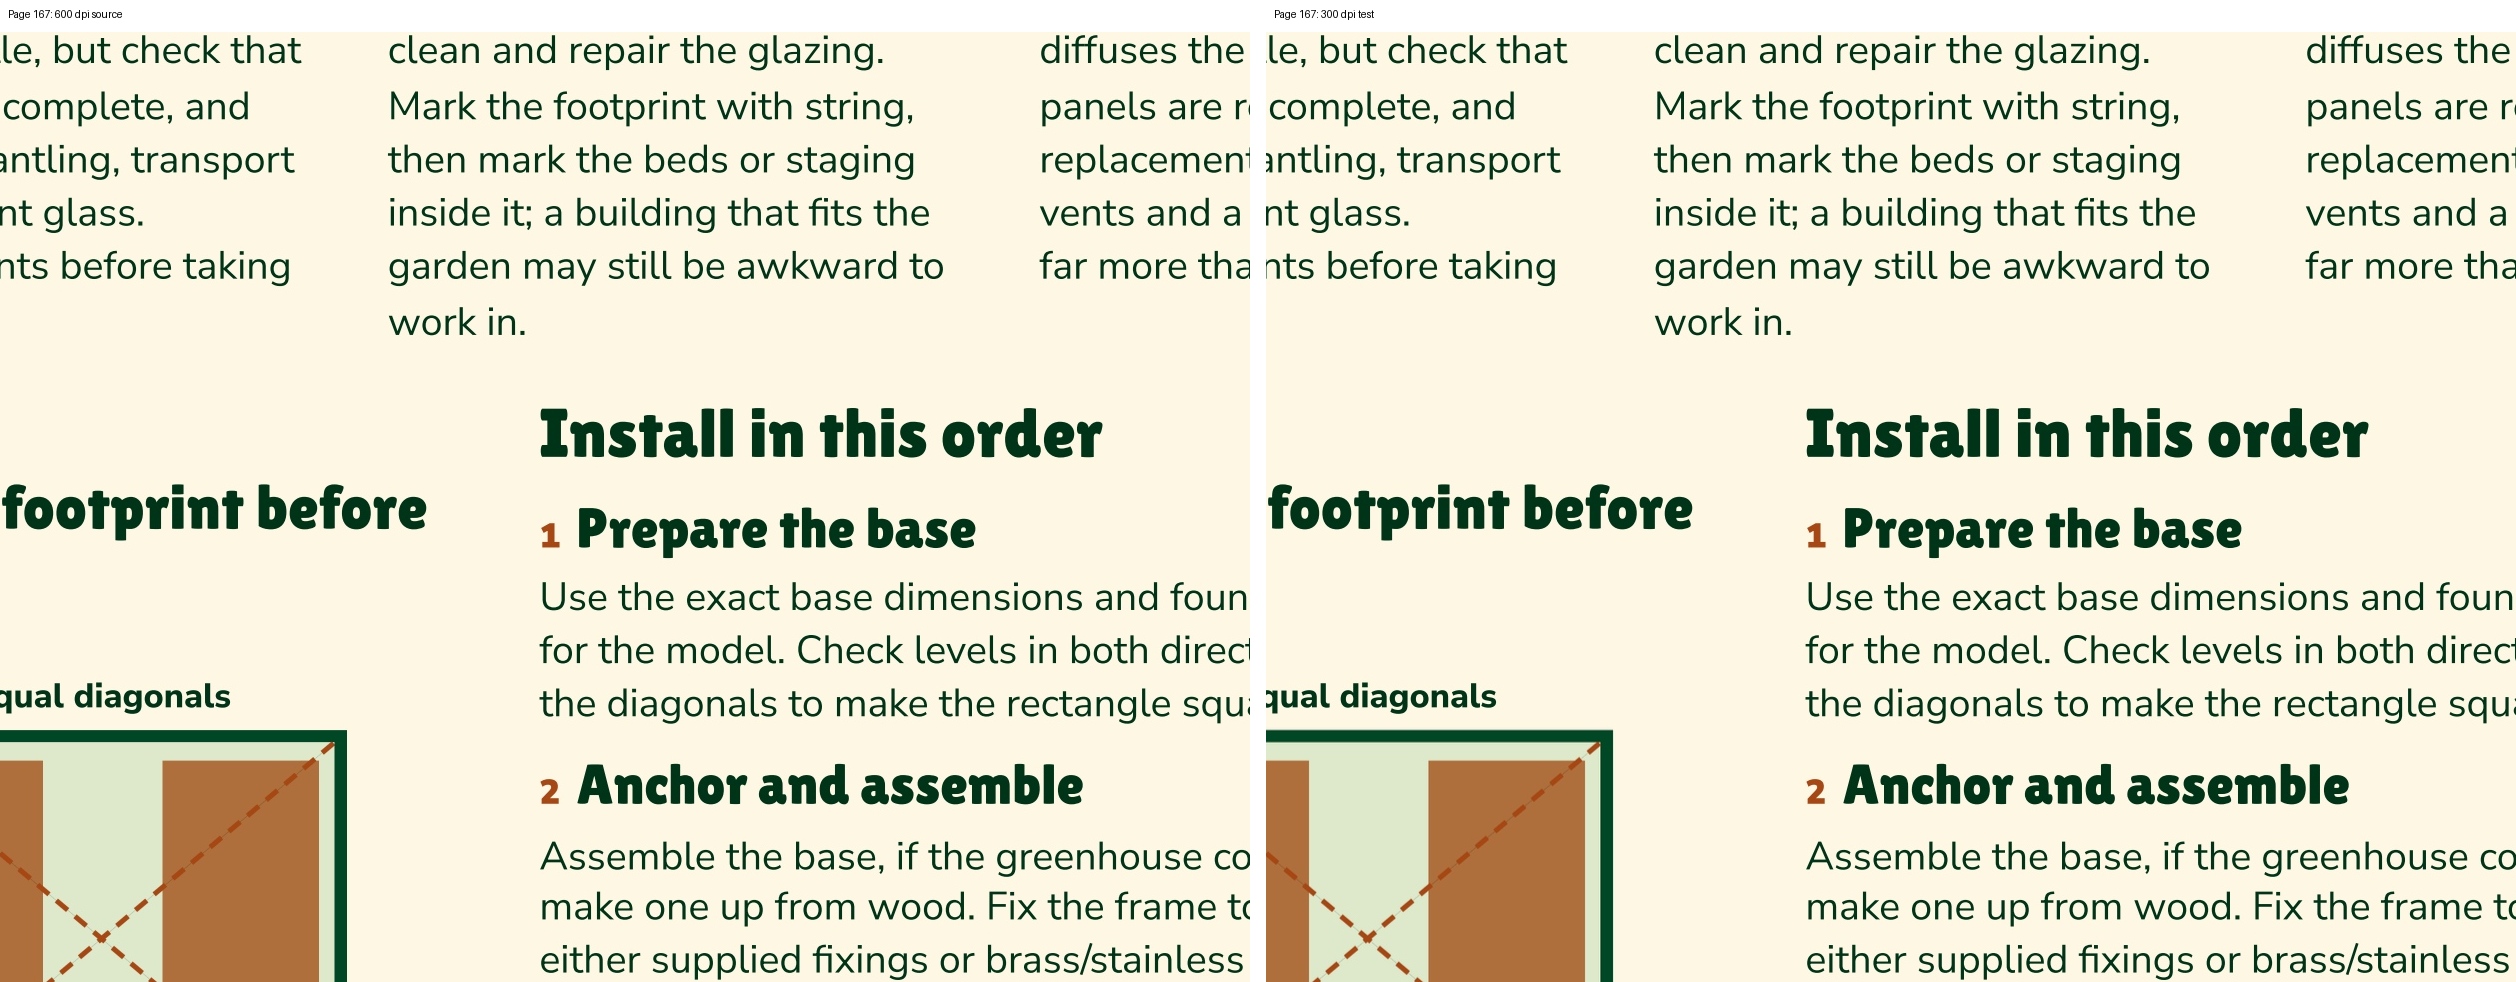 Page 167: 600 dpi source
le, but check that
complete, and
antling, transport
nt glass.
nts before taking
clean and repair the glazing.
Mark the footprint with string,
then mark the beds or staging
inside it; a building that fits the
garden may still be awkward to
work in.
diffuses the
panels are re
replacement
vents and a
far more tha
footprint before
qual diagonals
Install in this order
1 Prepare the base
Use the exact base dimensions and foun
for the model. Check levels in both direct
the diagonals to make the rectangle squa
2 Anchor and assemble
Assemble the base, if the greenhouse co
make one up from wood. Fix the frame to
either supplied fixings or brass/stainless
Page 167: 300 dpi test
le, but check that
complete, and
antling, transport
nt glass.
nts before taking
clean and repair the glazing.
Mark the footprint with string,
then mark the beds or staging
inside it; a building that fits the
garden may still be awkward to
work in.
diffuses the
panels are re
replacement
vents and a
far more tha
footprint before
qual diagonals
Install in this order
1 Prepare the base
Use the exact base dimensions and foun
for the model. Check levels in both direct
the diagonals to make the rectangle squa
2 Anchor and assemble
Assemble the base, if the greenhouse co
make one up from wood. Fix the frame to
either supplied fixings or brass/stainless